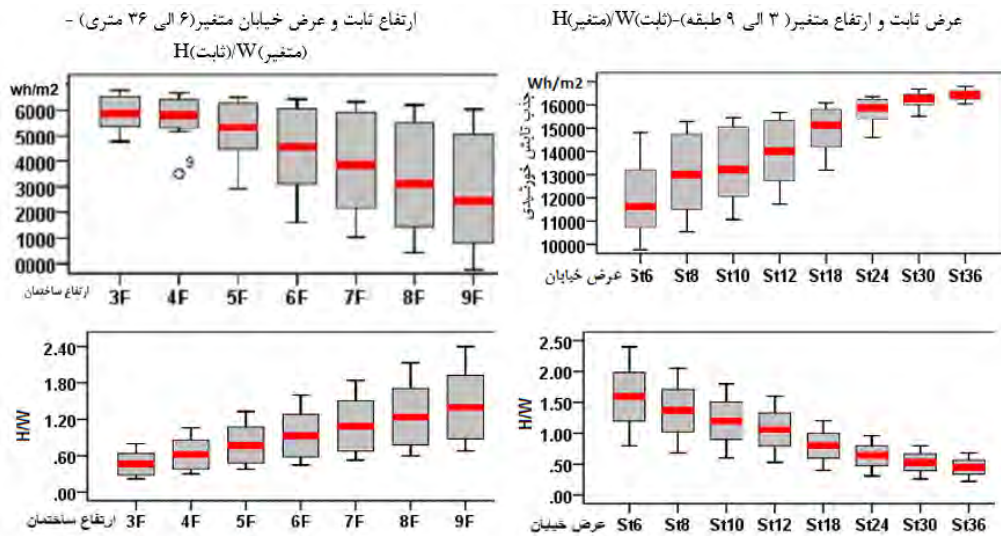 عرض ثابت و ارتفاع متغیر( ۳ الی ۹ طبقه)-(ثابت)H(متغیر)/W
ارتفاع ثابت و عرض خیابان متغیر(۶ الی ۳۶ متری) -
(متغیر)H(ثابت)/W
wh/m2
6000
5000
4000
3000
2000
1000
0000
9
ارتفاع ساختمان
3F 4F 5F 6F 7F 8F 9F
Wh/m2
جذب تابش خورشیدی
16000
15000
14000
13000
12000
11000
10000
عرض خیابان
St6 St8 St10 St12 St18 St24 St30 St36
H/W
2.40
1.80
1.20
.60
.00
ارتفاع ساختمان
3F 4F 5F 6F 7F 8F 9F
H/W
2.50
2.00
1.50
1.00
.50
.00
عرض خیابان
St6 St8 St10 St12 St18 St24 St30 St36